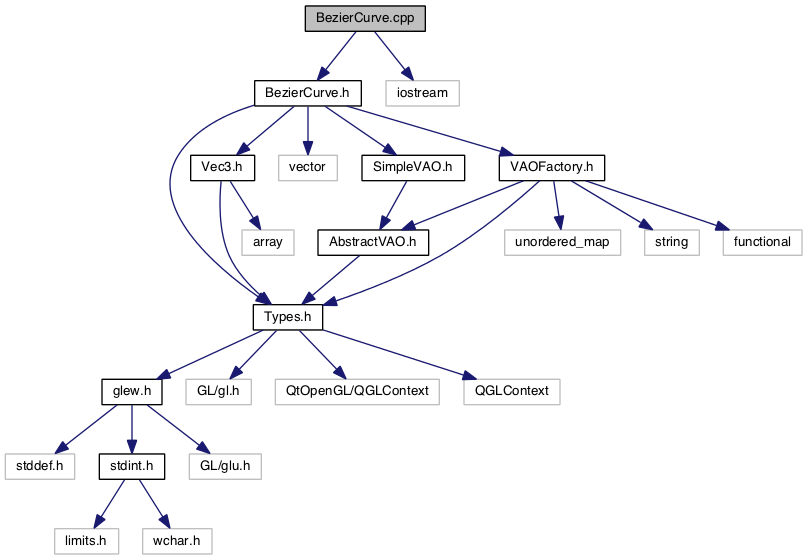 BezierCurve.cpp
BezierCurve.h
iostream
Vec3.h
vector
SimpleVAO.h
VAOFactory.h
array
AbstractVAO.h
unordered_map
string
functional
Types.h
glew.h
GL/gl.h
QtOpenGL/QGLContext
QGLContext
stddef.h
stdint.h
GL/glu.h
limits.h
wchar.h